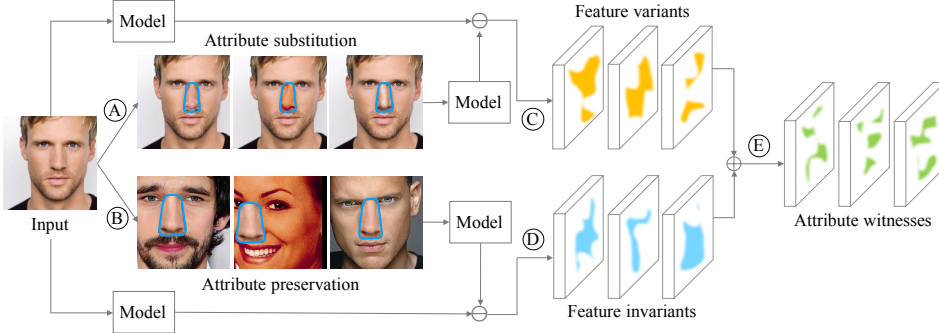 Model
Feature variants
Attribute substitution
A
Model
C
E
Input
B
Model
D
Attribute witnesses
Attribute preservation
Model
Feature invariants